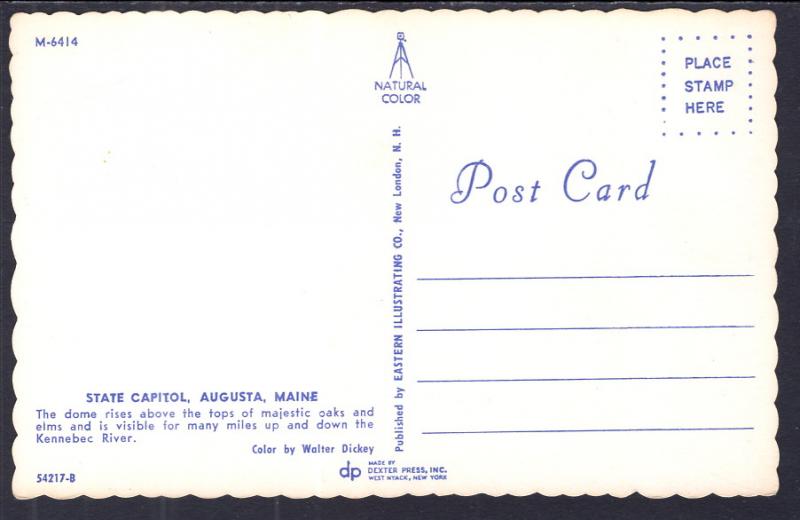 M-6414
NATURAL
COLOR
PLACE
STAMP
HERE
Post Card
Published by EASTERN ILLUSTRATING CO., New London, N. H.
STATE CAPITOL, AUGUSTA, MAINE
The dome rises above the tops of majestic oaks and
elms and is visible for many miles up and down the
Kennebec River.
Color by Walter Dickey
54217-B
dp
MADE BY
DEXTER PRESS, INC.
WEST NYACK, NEW YORK